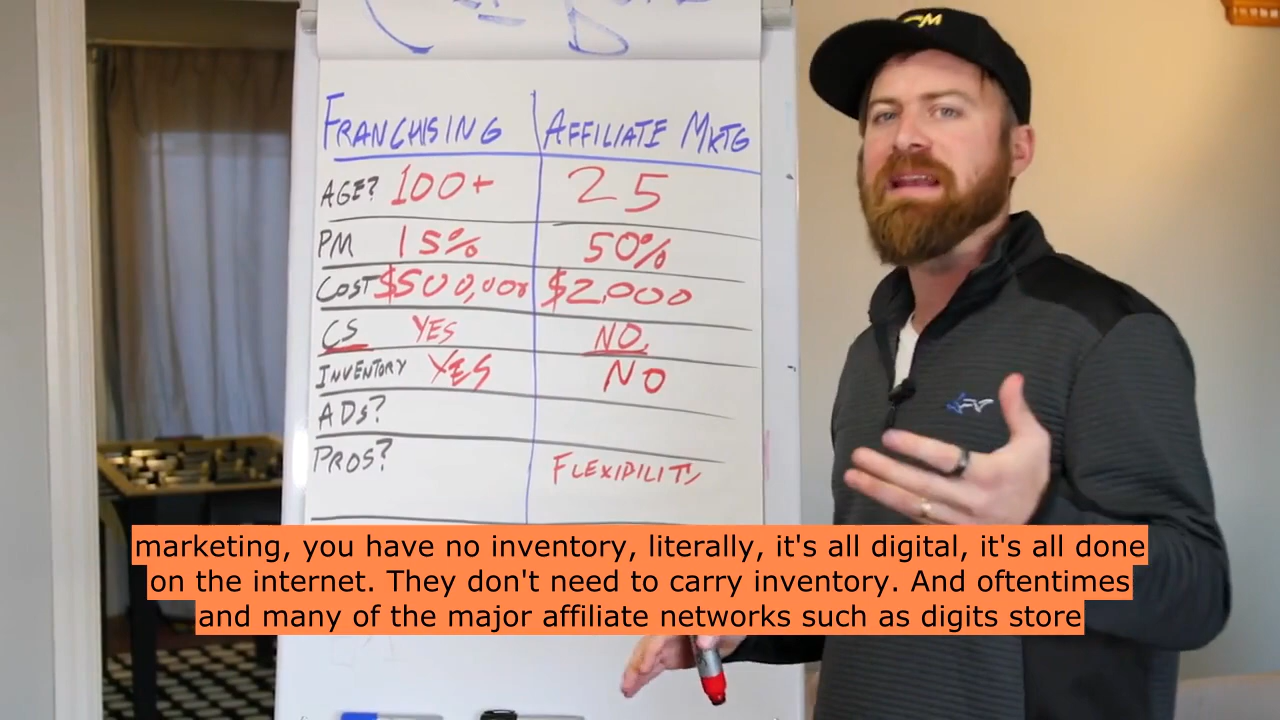 FRANCHISING AFFILIATE MKTG
AGE? 100+ 25
PM 15% 50%
COST $500,000 $2,000
CS YES NO.
INVENTORY YES NO
ADS?
PROS? FLEXIPILITY
marketing, you have no inventory, literally, it's all digital, it's all done
on the internet. They don't need to carry inventory. And oftentimes
and many of the major affiliate networks such as digits store